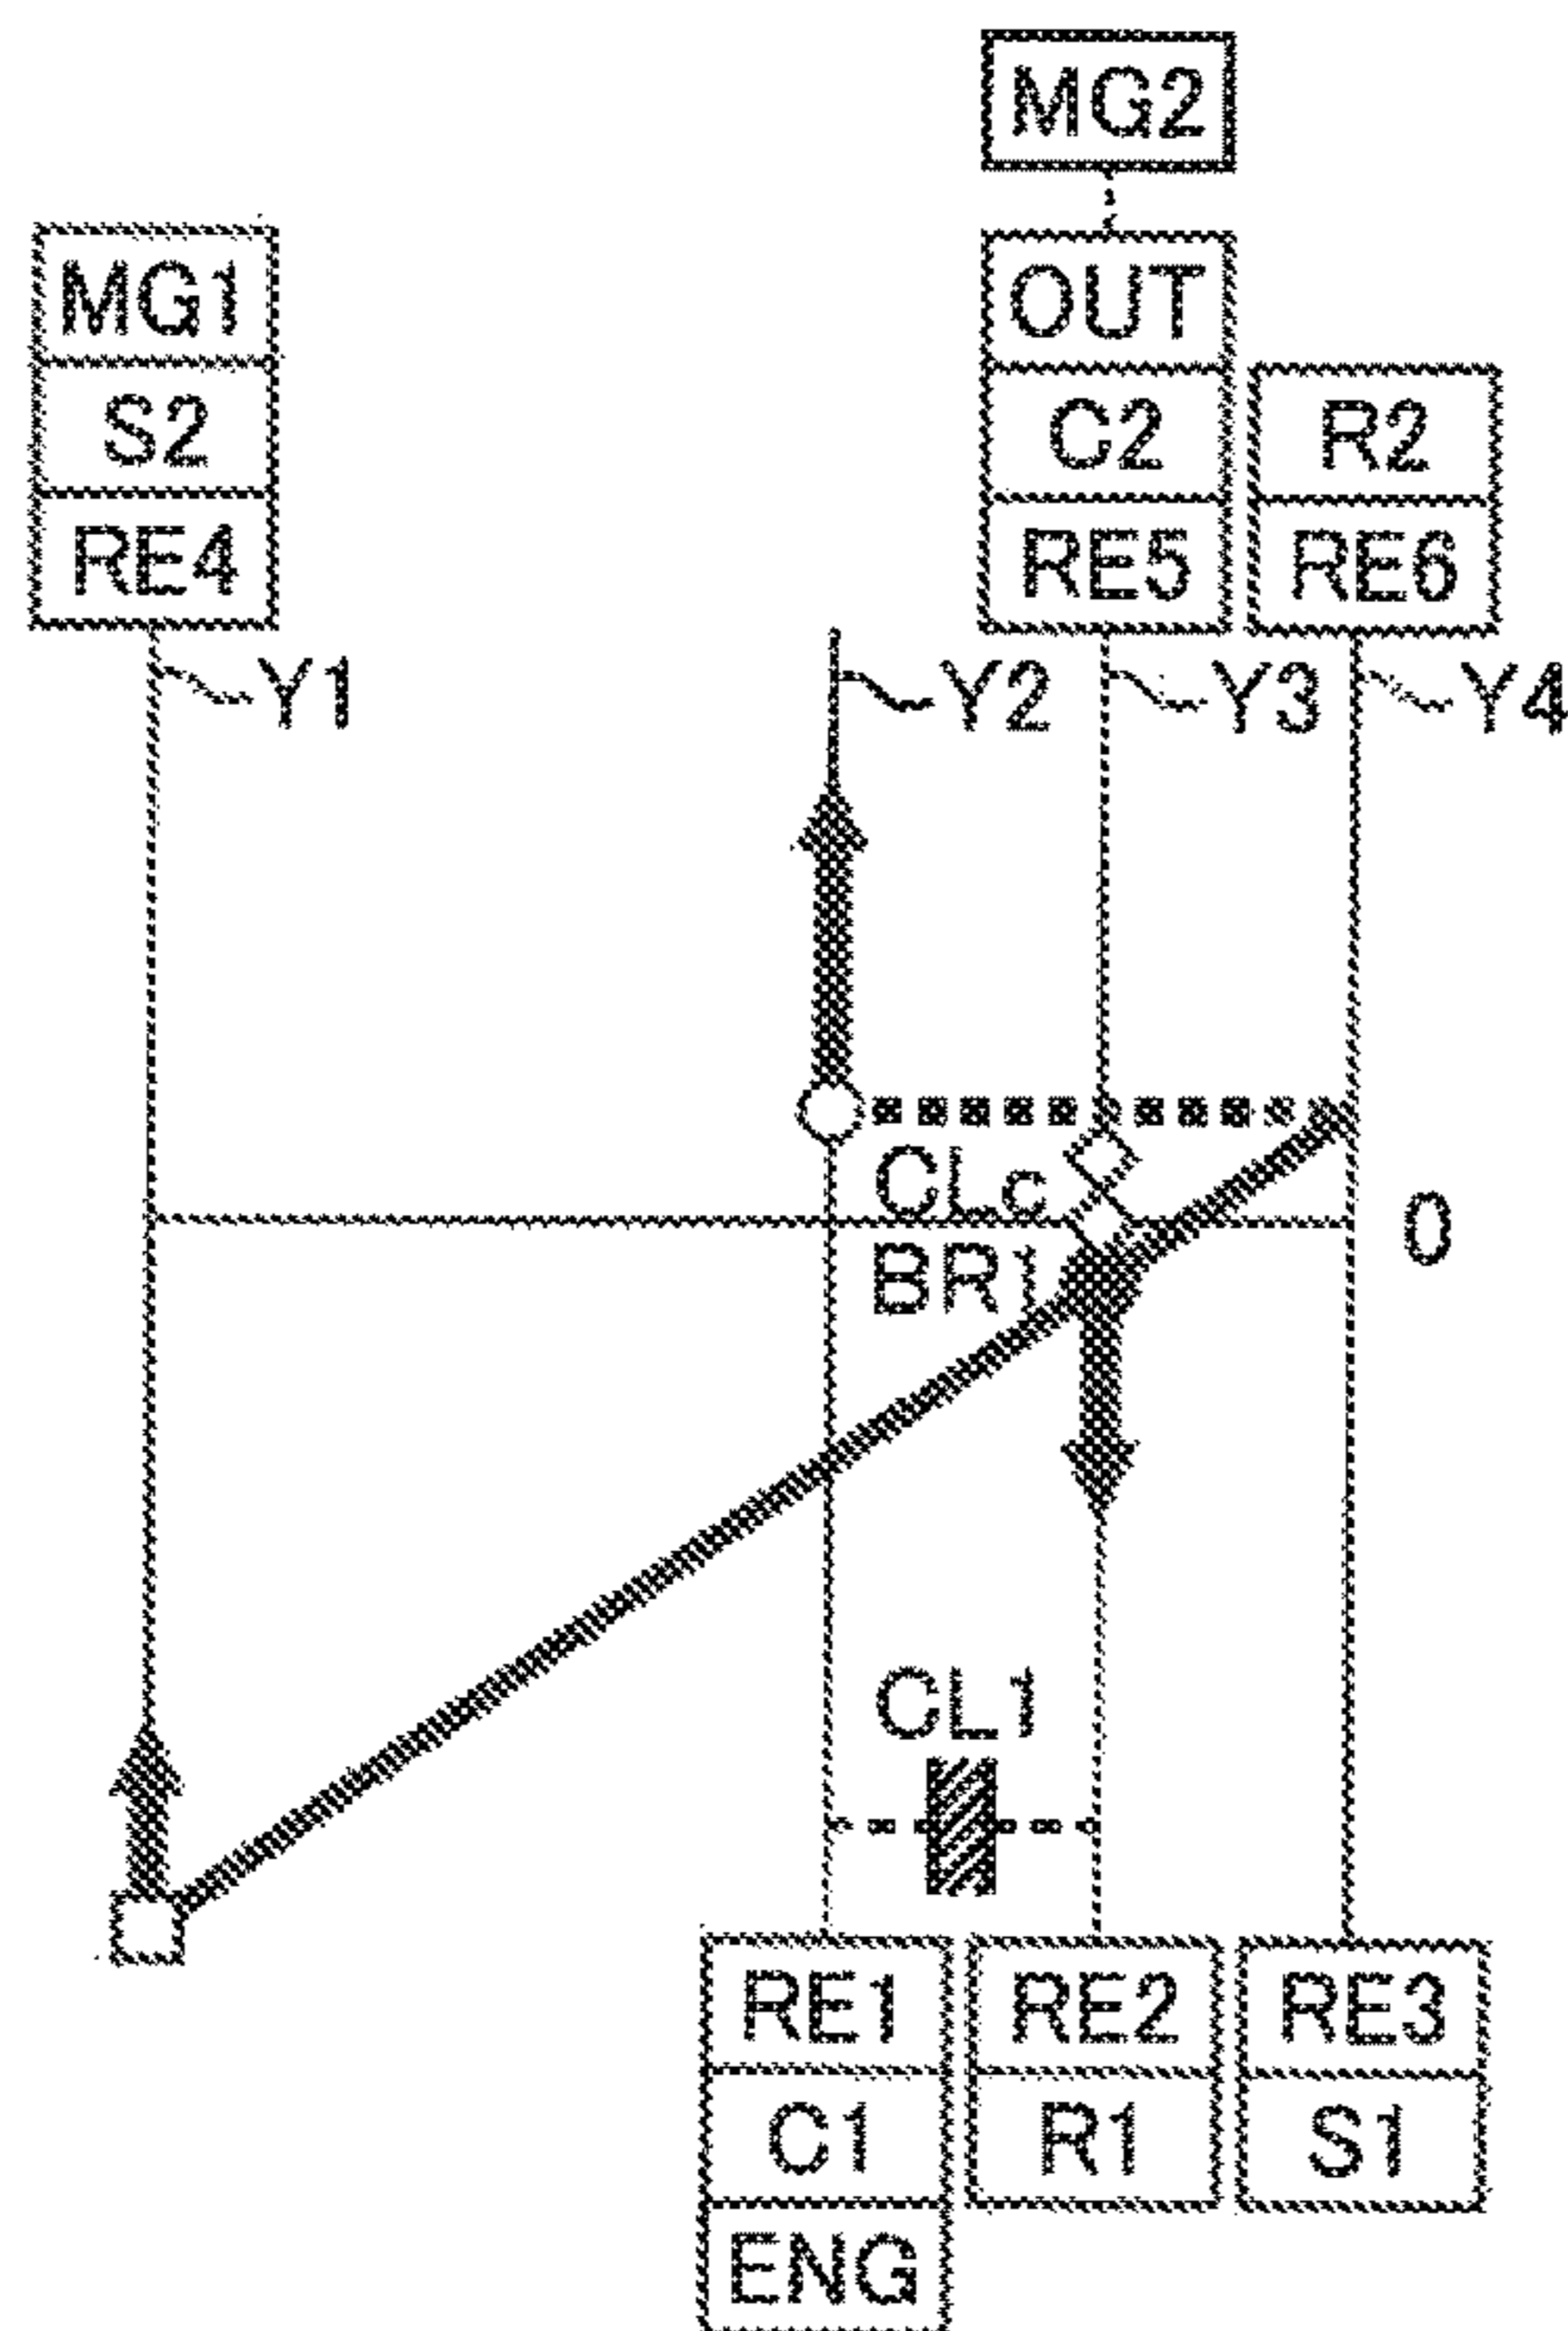 MG2
MG1
OUT
S2
C2
R2
RE4
RE5
RE6
Y1
Y2
Y3
Y4
CLc
0
BR1
CL1
RE1
RE2
RE3
C1
R1
S1
ENG